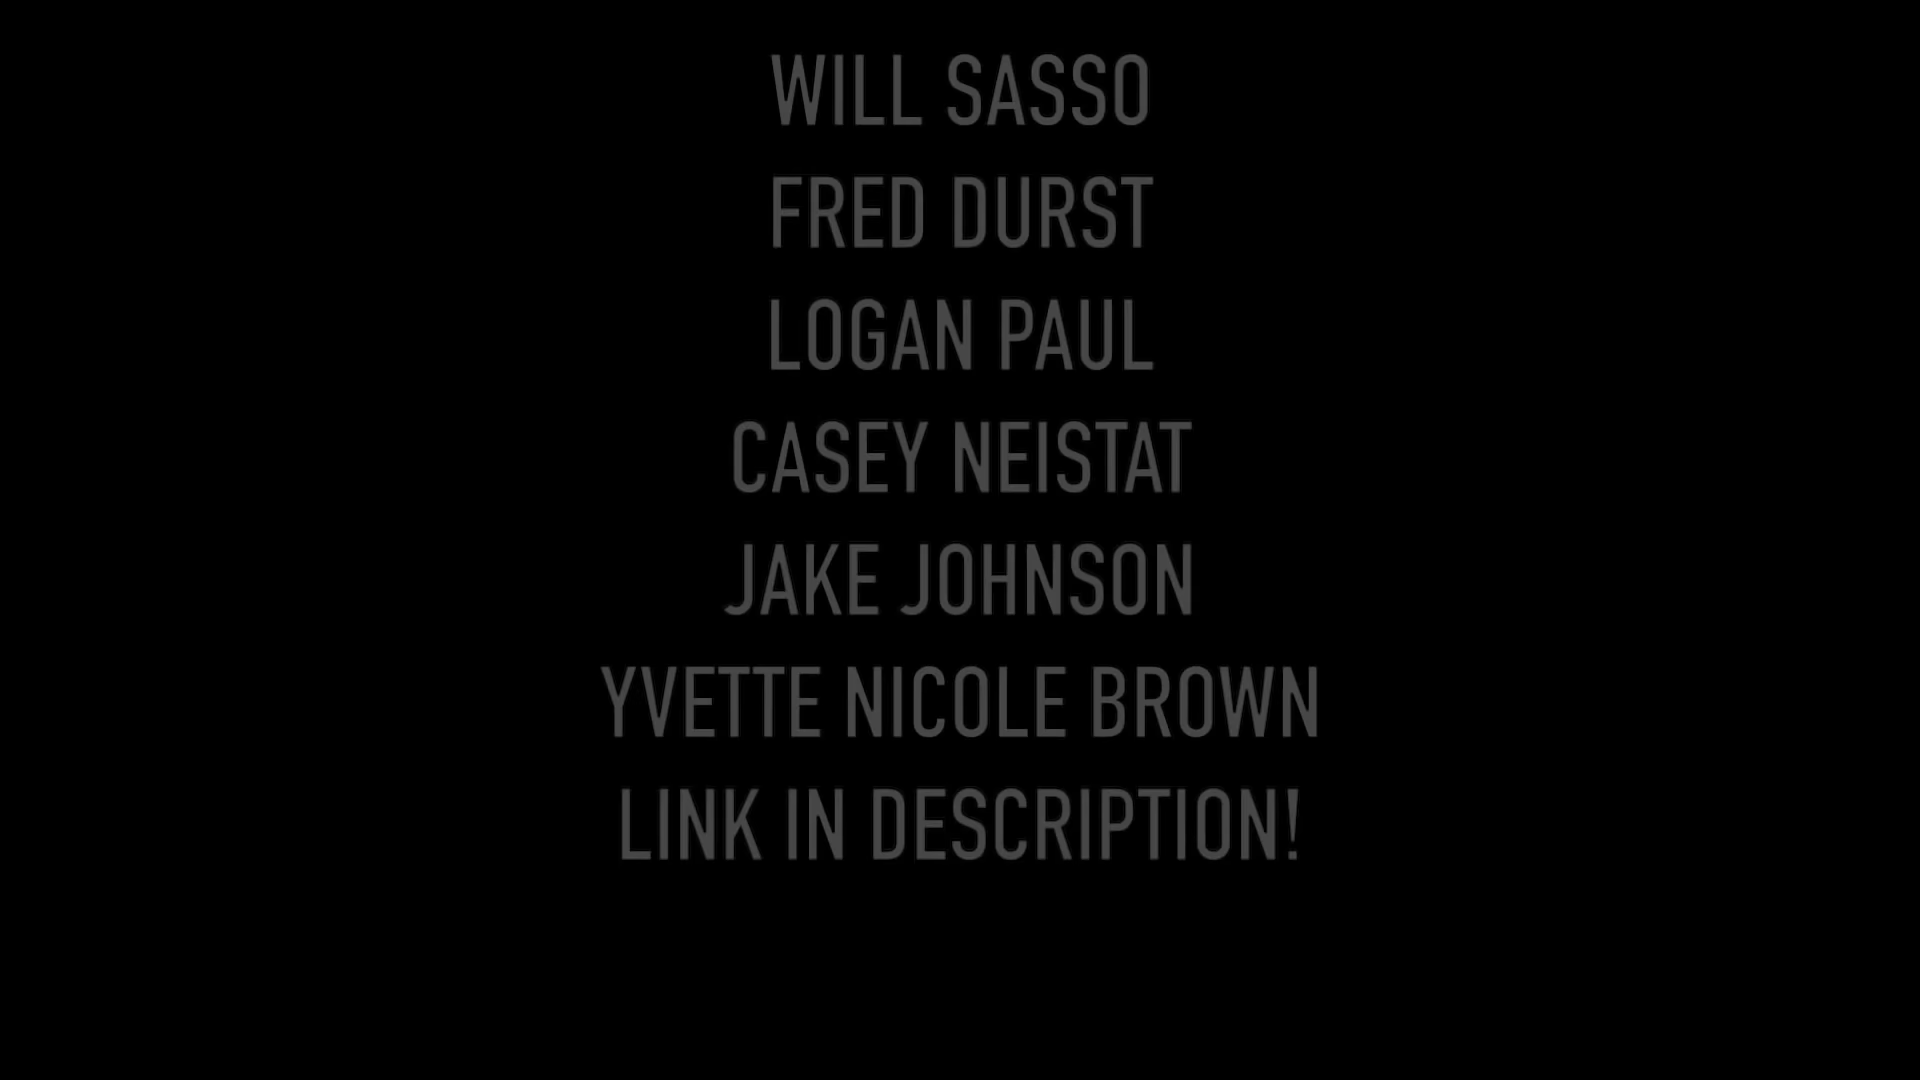 WILL SASSO
FRED DURST
LOGAN PAUL
CASEY NEISTAT
JAKE JOHNSON
YVETTE NICOLE BROWN
LINK IN DESCRIPTION!